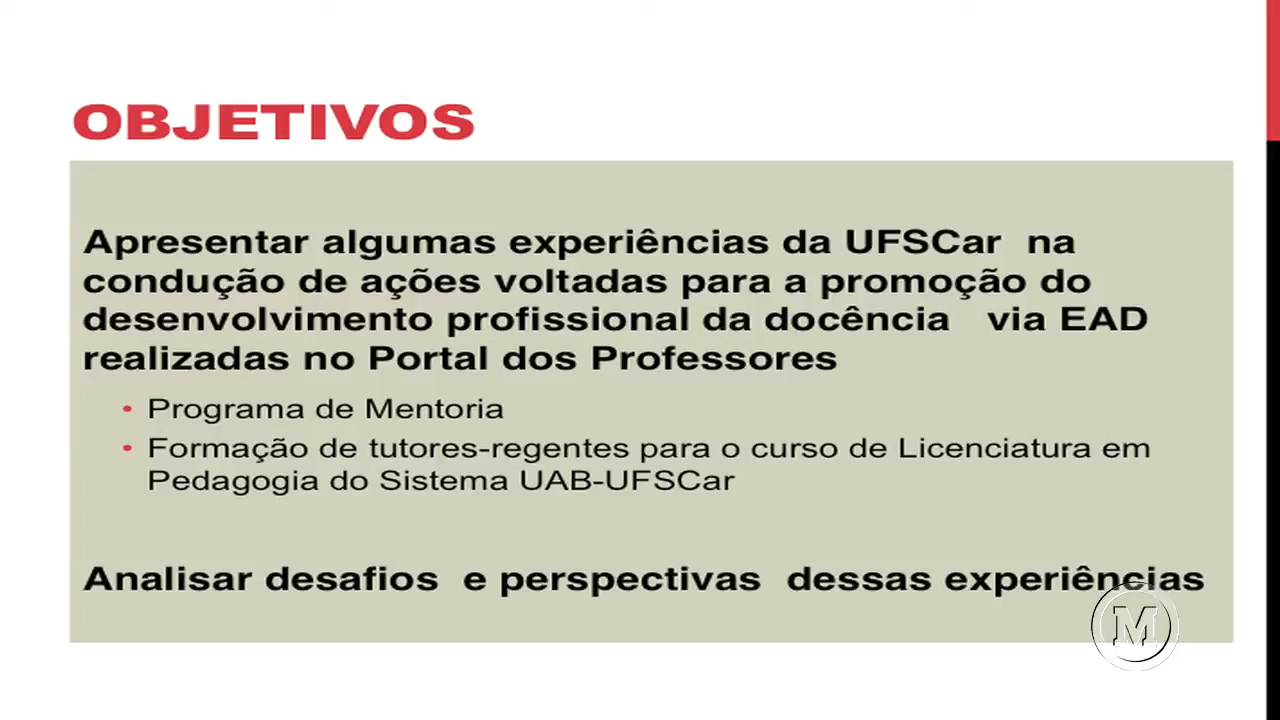 OBJETIVOS
Apresentar algumas experiências da UFSCar na
condução de ações voltadas para a promoção do
desenvolvimento profissional da docência via EAD
realizadas no Portal dos Professores
• Programa de Mentoria
• Formação de tutores-regentes para o curso de Licenciatura em
Pedagogia do Sistema UAB-UFSCar
Analisar desafios e perspectivas dessas experiências
M